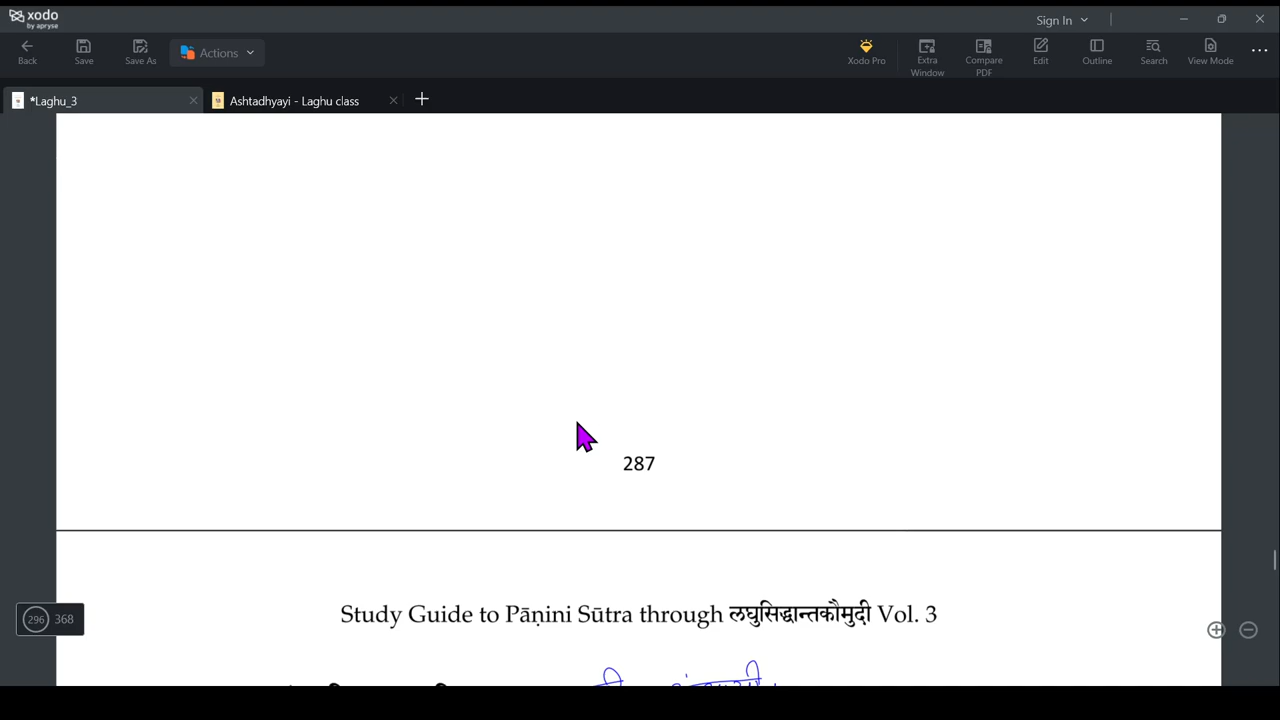 xodo
by apryse
Sign In
Back
Save
Save As
Actions
Xodo Pro
Extra Window
Compare PDF
Edit
Outline
Search
View Mode
*Laghu_3
Ashtadhyayi - Laghu class
287
296 368
Study Guide to Pāṇini Sūtra through लघुसिद्धान्तकौमुदी Vol. 3